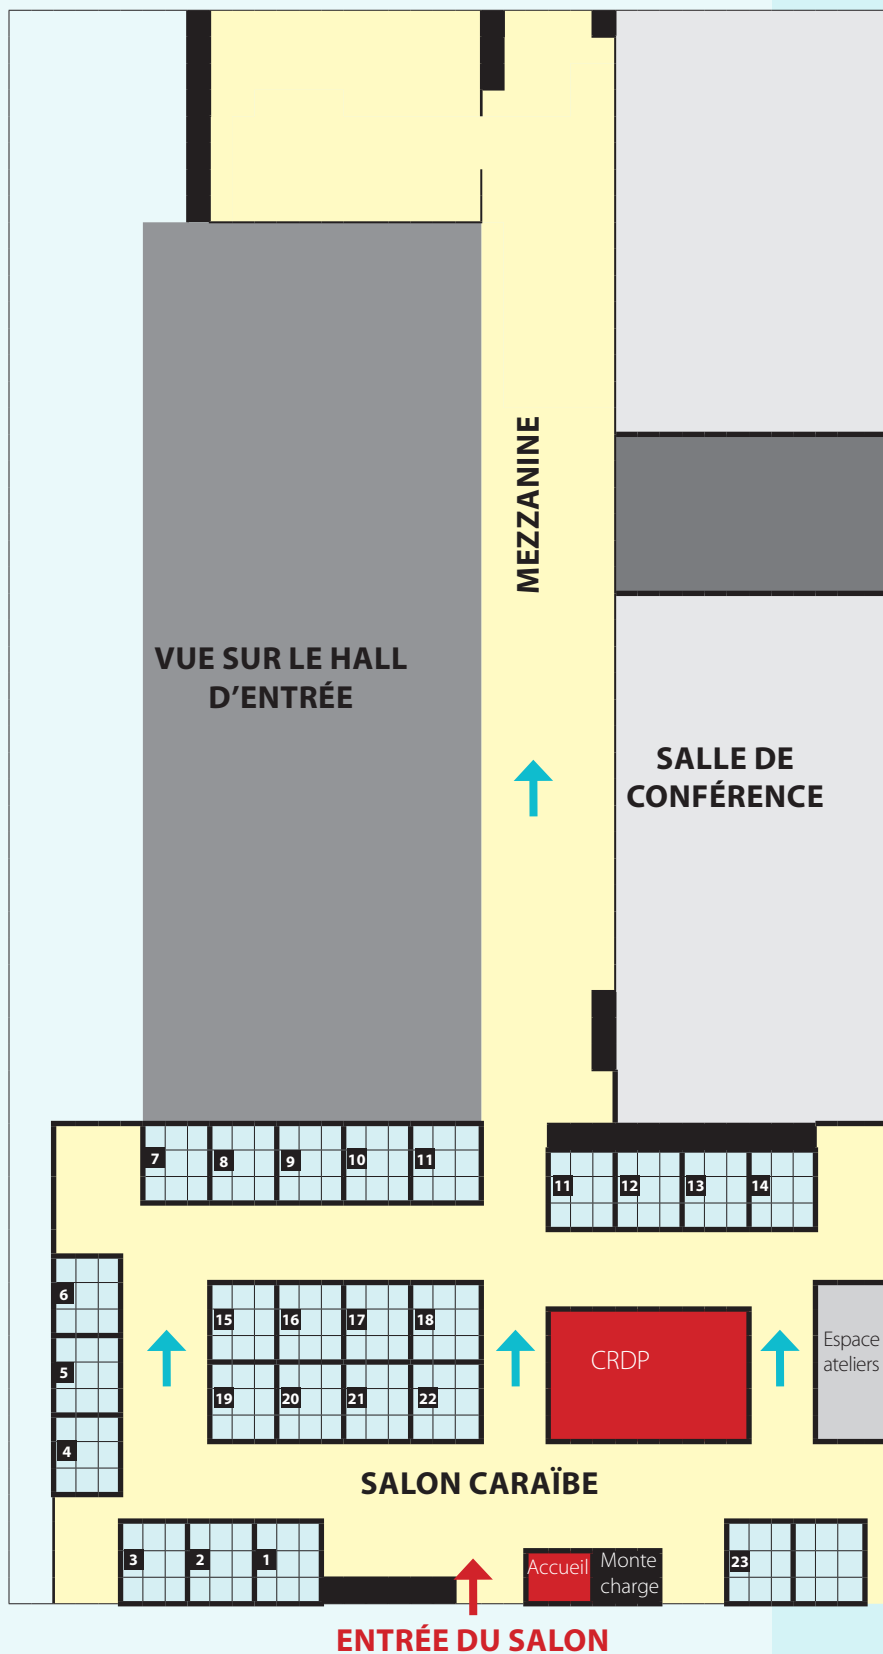 MEZZANINE
VUE SUR LE HALL
D'ENTRÉE
SALLE DE
CONFÉRENCE
7 8 9 10 11
11 12 13 14
6
5
4
15 16 17 18
19 20 21 22
CRDP
Espace
ateliers
SALON CARAÏBE
3 2 1
Accueil
Monte
charge
23
ENTRÉE DU SALON